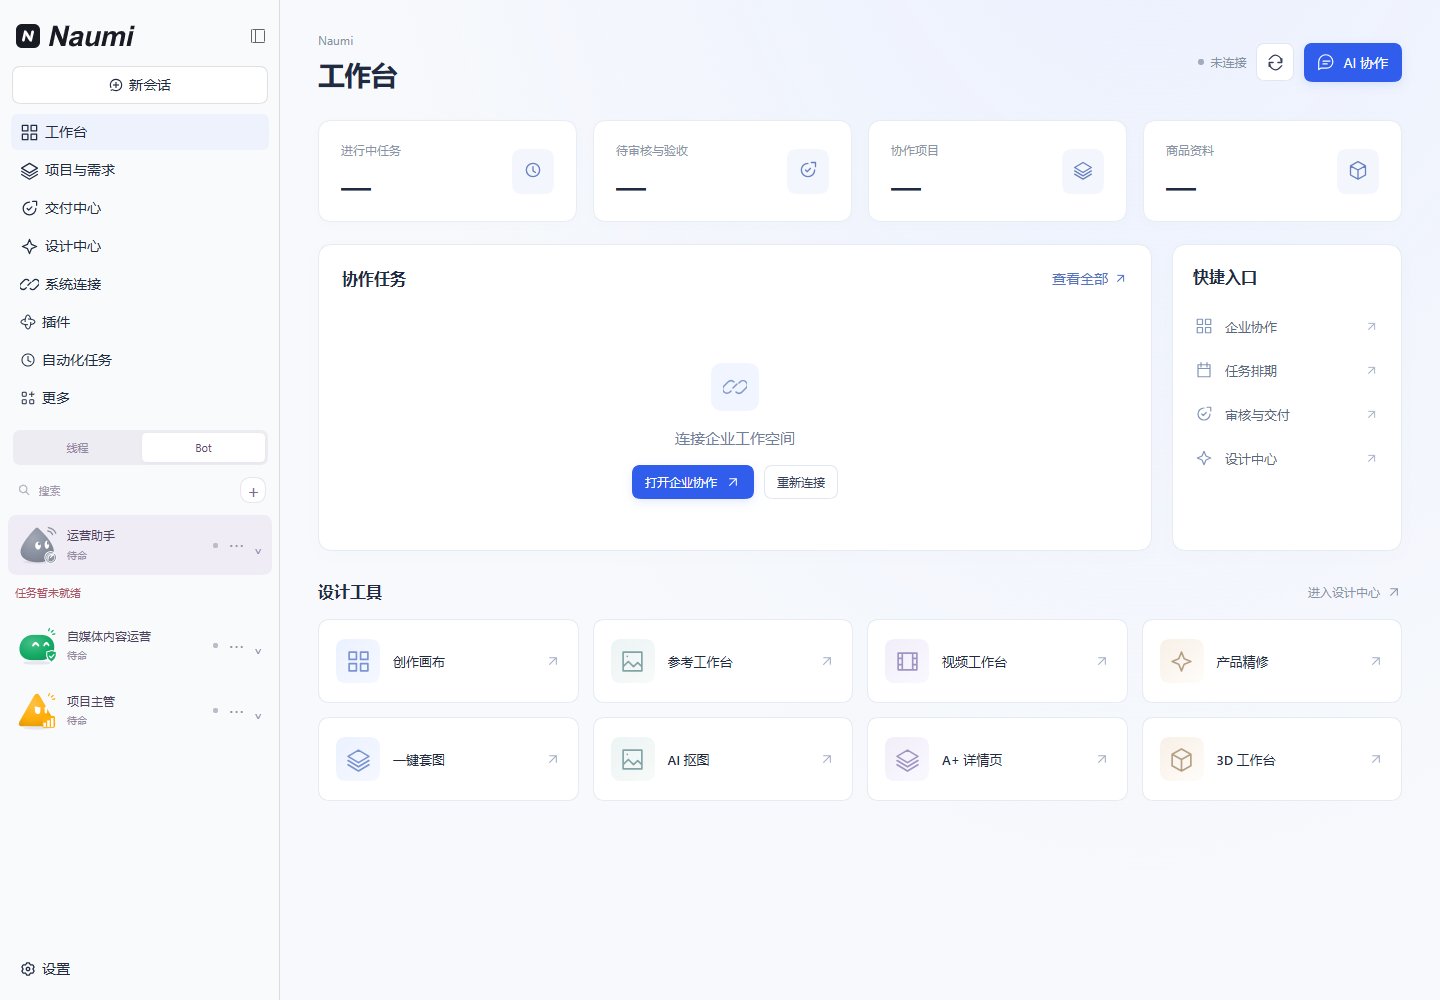 Naumi
新会话
工作台
项目与需求
交付中心
设计中心
系统连接
插件
自动化任务
更多
线程
Bot
搜索
运营助手
待命
任务暂未就绪
自媒体内容运营
待命
项目主管
待命
设置
Naumi
工作台
未连接
AI 协作
进行中任务
—
待审核与验收
—
协作项目
—
商品资料
—
协作任务
查看全部
连接企业工作空间
打开企业协作
重新连接
快捷入口
企业协作
任务排期
审核与交付
设计中心
设计工具
进入设计中心
创作画布
参考工作台
视频工作台
产品精修
一键套图
AI 抠图
A+ 详情页
3D 工作台